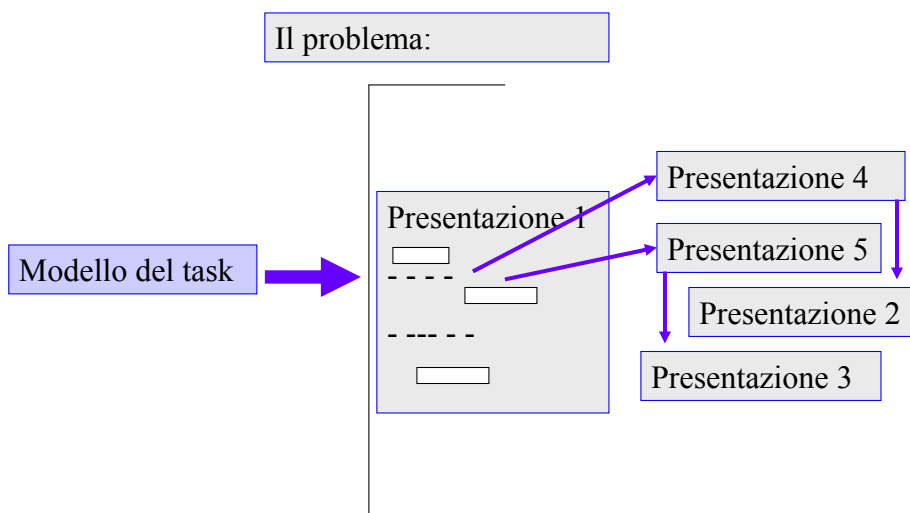 Il problema:
Presentazione 4
Presentazione 1
Presentazione 5
Modello del task
- - - -
Presentazione 2
- --- - -
Presentazione 3